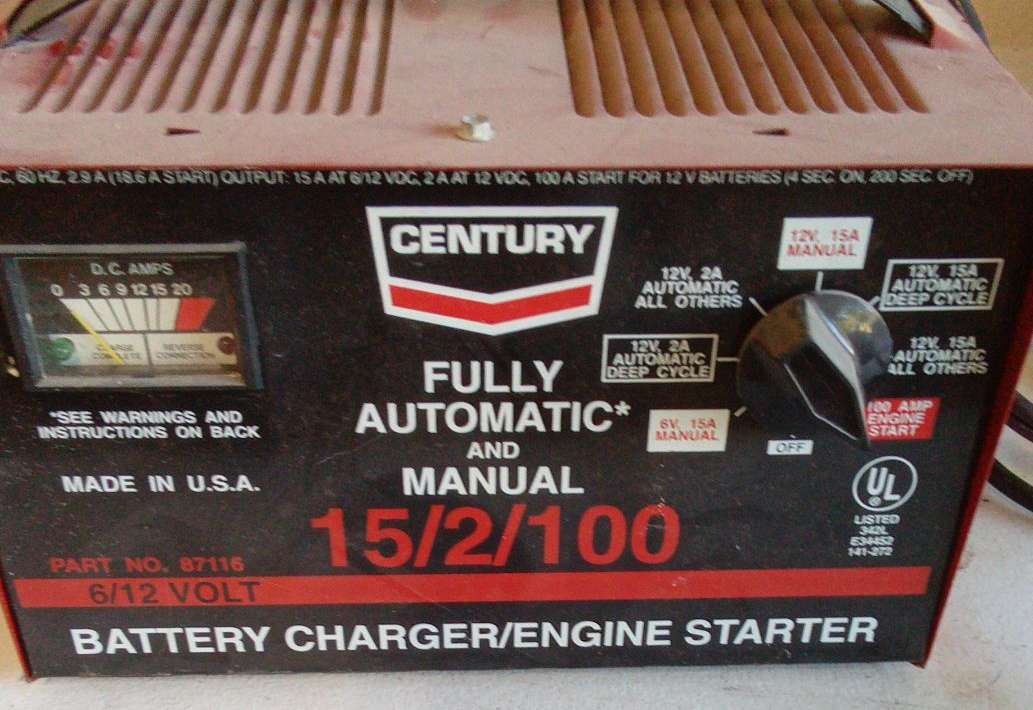 C, 60 HZ, 2.9 A (18.6 A START) OUTPUT: 15 A AT 6/12 VDC, 2 A AT 12 VDC, 100 A START FOR 12 V BATTERIES (4 SEC. ON, 200 SEC. OFF)
D.C. AMPS
0 3 6 9 12 15 20
CHARGE
COMPLETE
REVERSE
CONNECTION
*SEE WARNINGS AND
INSTRUCTIONS ON BACK
MADE IN U.S.A.
CENTURY
FULLY
AUTOMATIC*
AND
MANUAL
15/2/100
12V, 15A
MANUAL
12V, 2A
AUTOMATIC
ALL OTHERS
12V, 15A
AUTOMATIC
DEEP CYCLE
12V, 2A
AUTOMATIC
DEEP CYCLE
12V, 15A
AUTOMATIC
ALL OTHERS
6V, 15A
MANUAL
OFF
100 AMP
ENGINE
START
UL
LISTED
342L
E34452
141-272
PART NO. 87116
6/12 VOLT
BATTERY CHARGER/ENGINE STARTER